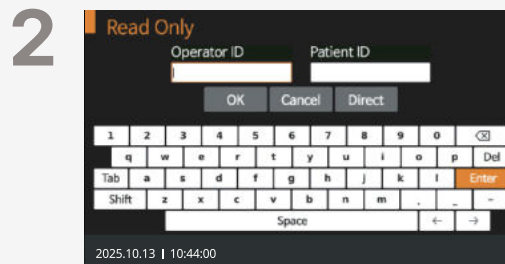 2
Read Only
Operator ID Patient ID
OK Cancel Direct
1 2 3 4 5 6 7 8 9 0
q w e r t y u i o p Del
Tab a s d f g h j k l Enter
Shift z x c v b n m . _ -
Space ← →
2025.10.13 | 10:44:00